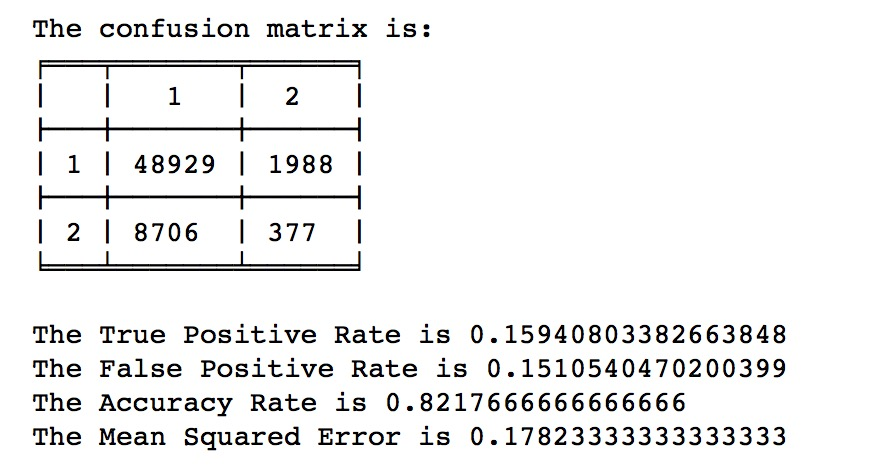 The confusion matrix is:
1 2
1 48929 1988
2 8706 377
The True Positive Rate is 0.15940803382663848
The False Positive Rate is 0.1510540470200399
The Accuracy Rate is 0.8217666666666666
The Mean Squared Error is 0.17823333333333333